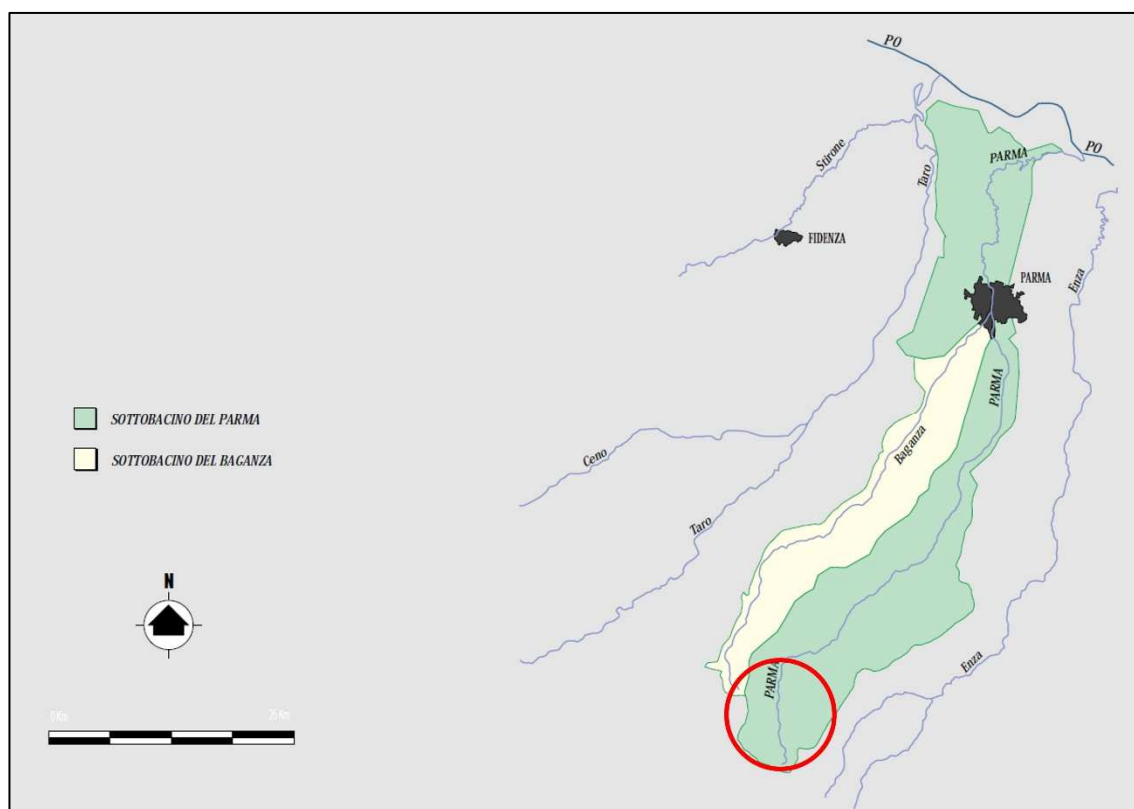 PO
PARMA
PO
Stirone
Taro
FIDENZA
Enza
PARMA
PARMA
SOTTOBACINO DEL PARMA
SOTTOBACINO DEL BAGANZA
Baganza
Ceno
Taro
N
PARMA
Enza
0 Km
25 Km